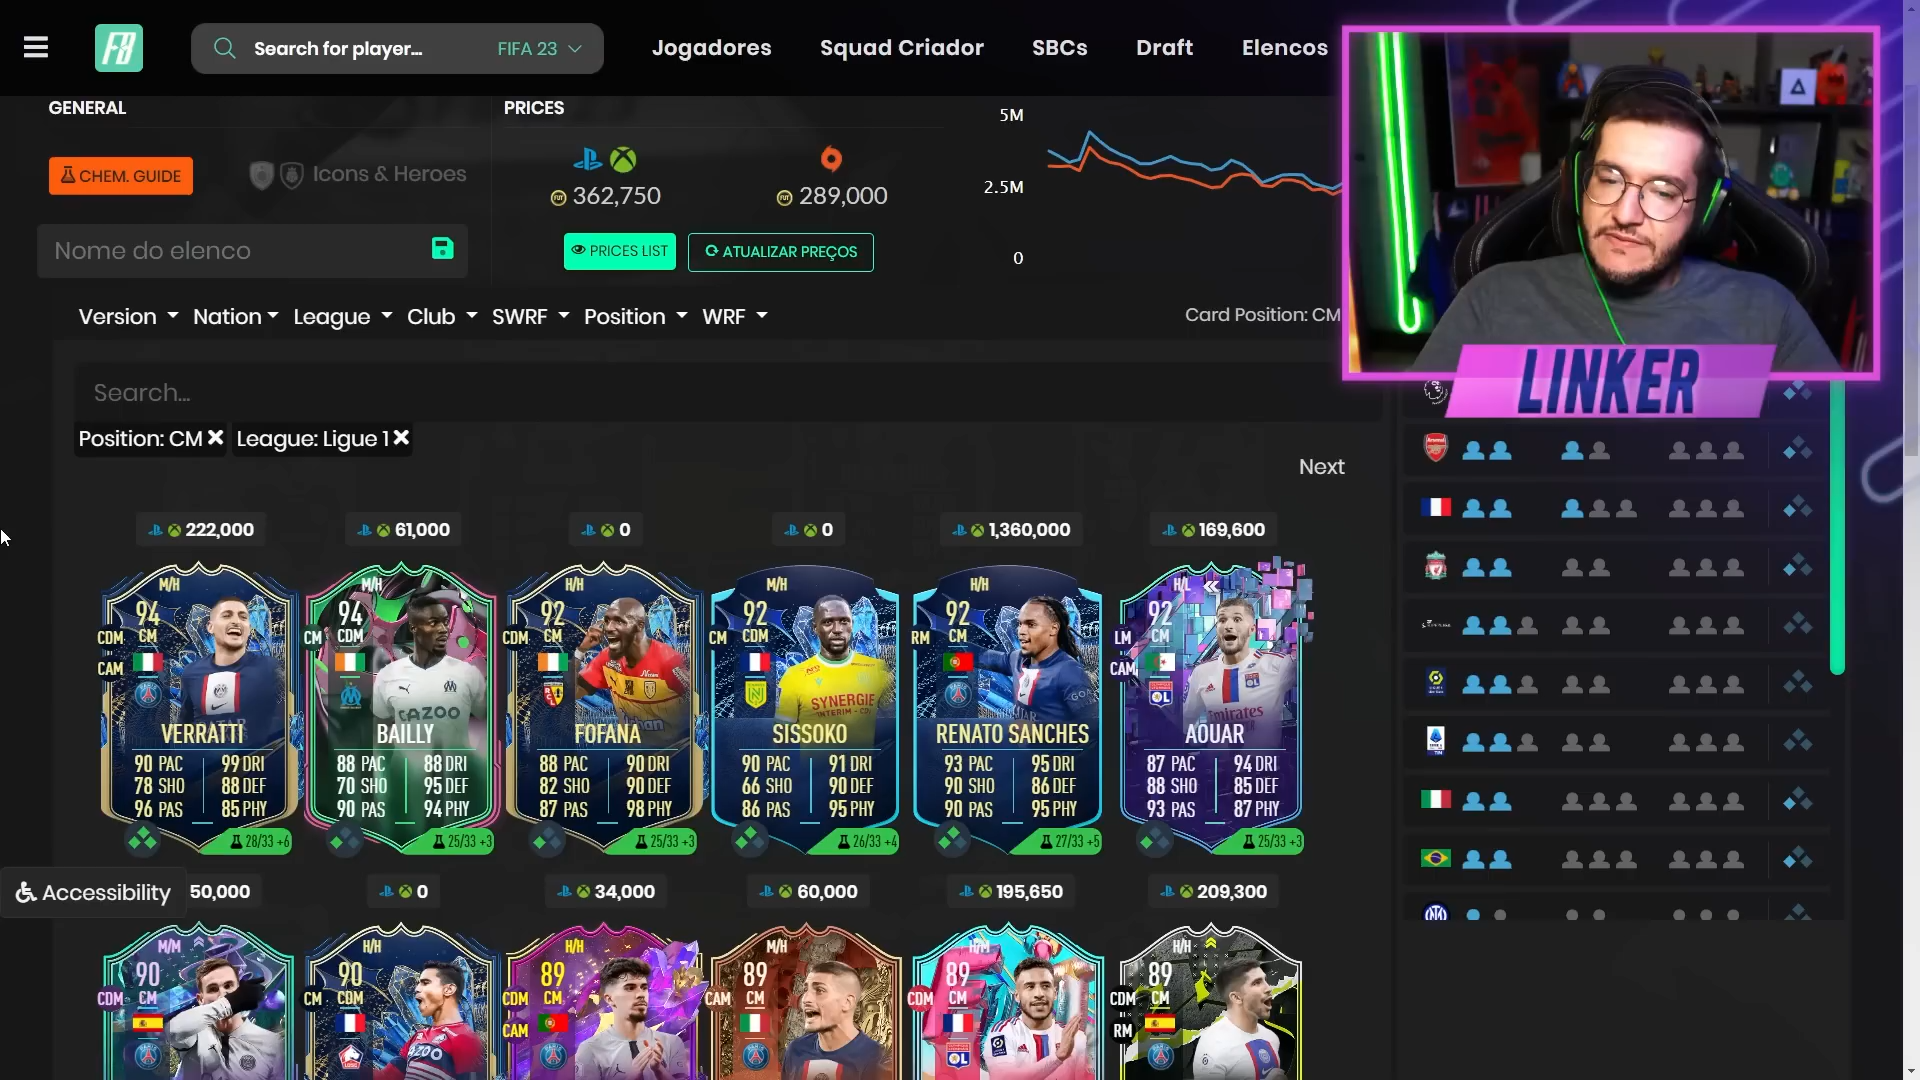 Search for player...
FIFA 23
Jogadores
Squad Criador
SBCs
Draft
Elencos
GENERAL
PRICES
CHEM. GUIDE
Icons & Heroes
362,750
289,000
5M
2.5M
0
Nome do elenco
PRICES LIST
ATUALIZAR PREÇOS
LINKER
Version
Nation
League
Club
SWRF
Position
WRF
Card Position: CM
Search...
Position: CM
League: Ligue 1
Next
222,000
61,000
0
0
1,360,000
169,600
M/H
94
CM
CDM
CAM
VERRATTI
90 PAC
99 DRI
78 SHO
88 DEF
96 PAS
85 PHY
28/33 +6
M/H
94
CDM
CM
BAILLY
88 PAC
88 DRI
70 SHO
95 DEF
90 PAS
94 PHY
25/33 +3
H/H
92
CM
CDM
FOFANA
88 PAC
90 DRI
82 SHO
90 DEF
87 PAS
98 PHY
25/33 +3
M/H
92
CDM
CM
SYNERGIE
SISSOKO
90 PAC
91 DRI
66 SHO
90 DEF
86 PAS
95 PHY
26/33 +4
H/H
92
CM
RM
RENATO SANCHES
93 PAC
95 DRI
90 SHO
86 DEF
90 PAS
95 PHY
27/33 +5
H/L
92
CM
LM
CAM
Emirates
AOUAR
87 PAC
94 DRI
88 SHO
85 DEF
93 PAS
87 PHY
25/33 +3
Accessibility
50,000
0
34,000
60,000
195,650
209,300
M/M
90
CM
CDM
H/H
90
CDM
CM
H/H
89
CM
CDM
CAM
M/H
89
CM
CAM
H/M
89
CM
CDM
H/H
89
CM
CDM
RM